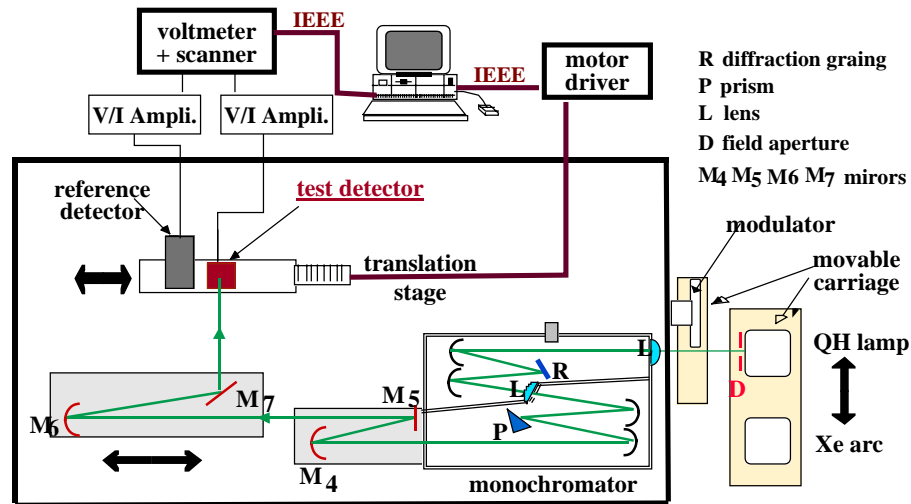 IEEE
voltmeter
+ scanner
IEEE
motor
driver
V/I Ampli.
V/I Ampli.
R diffraction graing
P prism
L lens
D field aperture
M4 M5 M6 M7 mirors
reference
detector
test detector
modulator
translation
stage
movable
carriage
L
QH lamp
R
L
D
M5
M7
M6
P
Xe arc
M4
monochromator